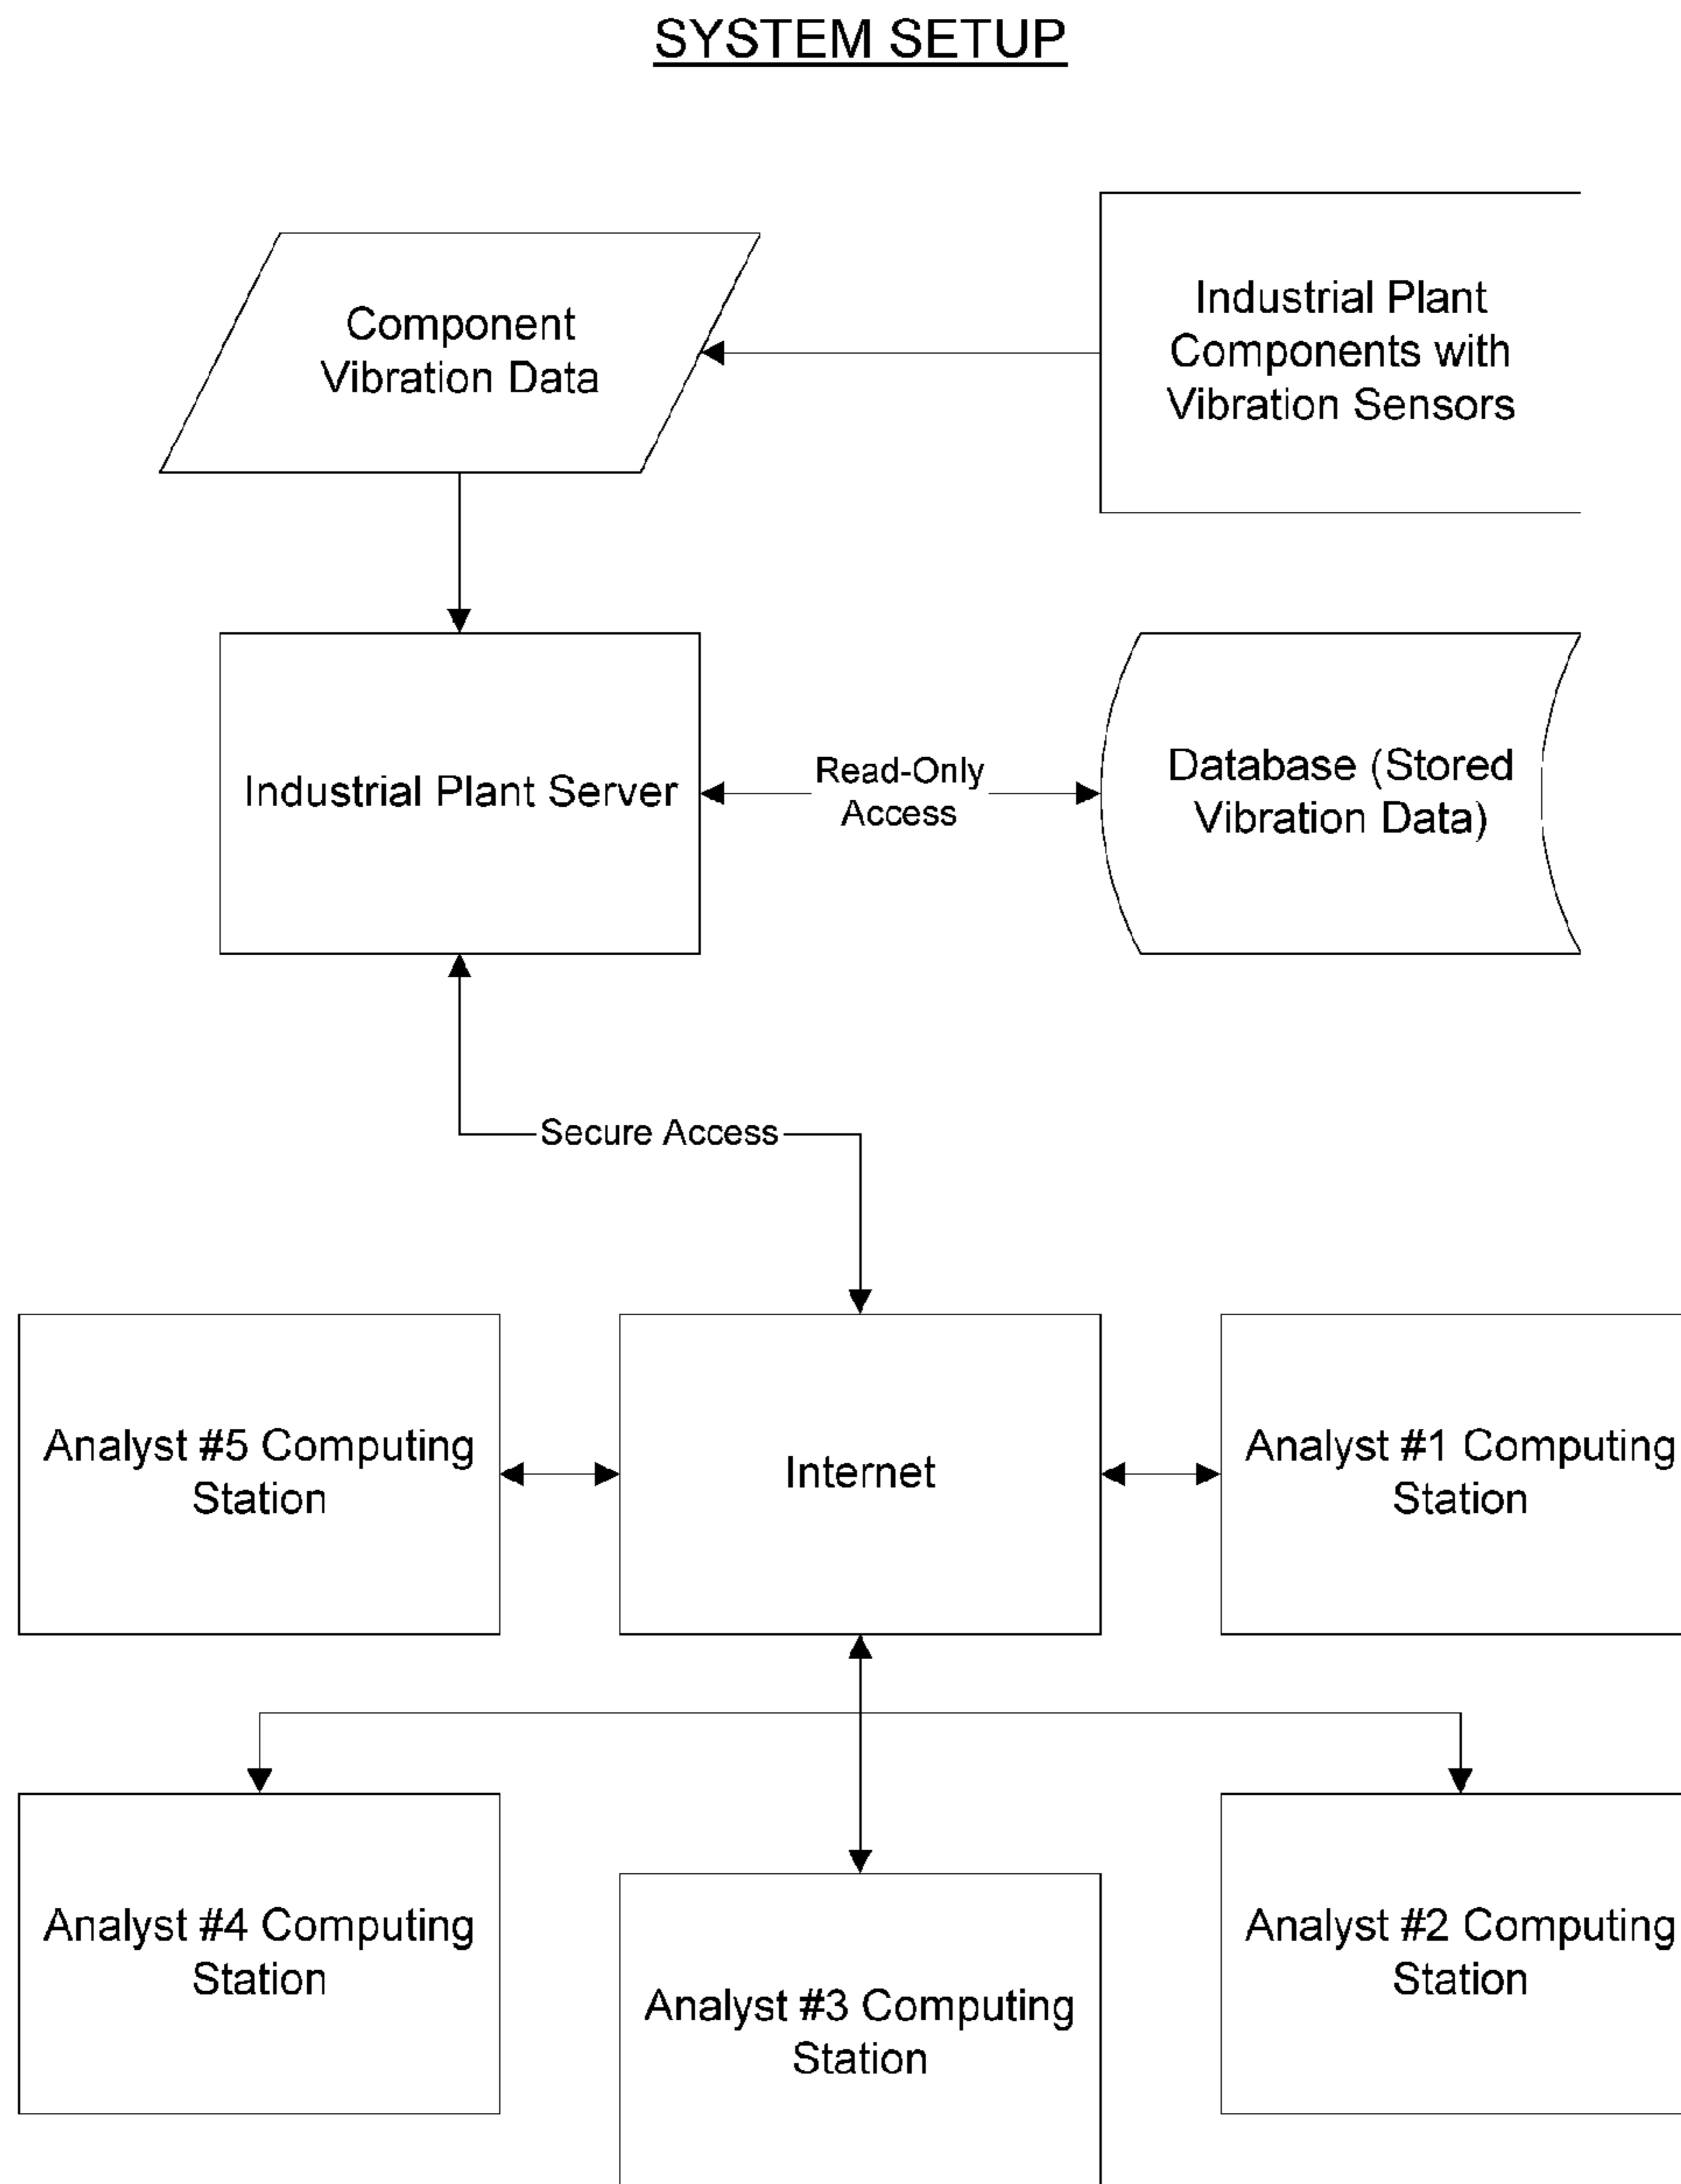 SYSTEM SETUP
Component
Vibration Data
Industrial Plant
Components with
Vibration Sensors
Industrial Plant Server
Read-Only
Access
Database (Stored
Vibration Data)
Secure Access
Analyst #5 Computing
Station
Internet
Analyst #1 Computing
Station
Analyst #4 Computing
Station
Analyst #3 Computing
Station
Analyst #2 Computing
Station